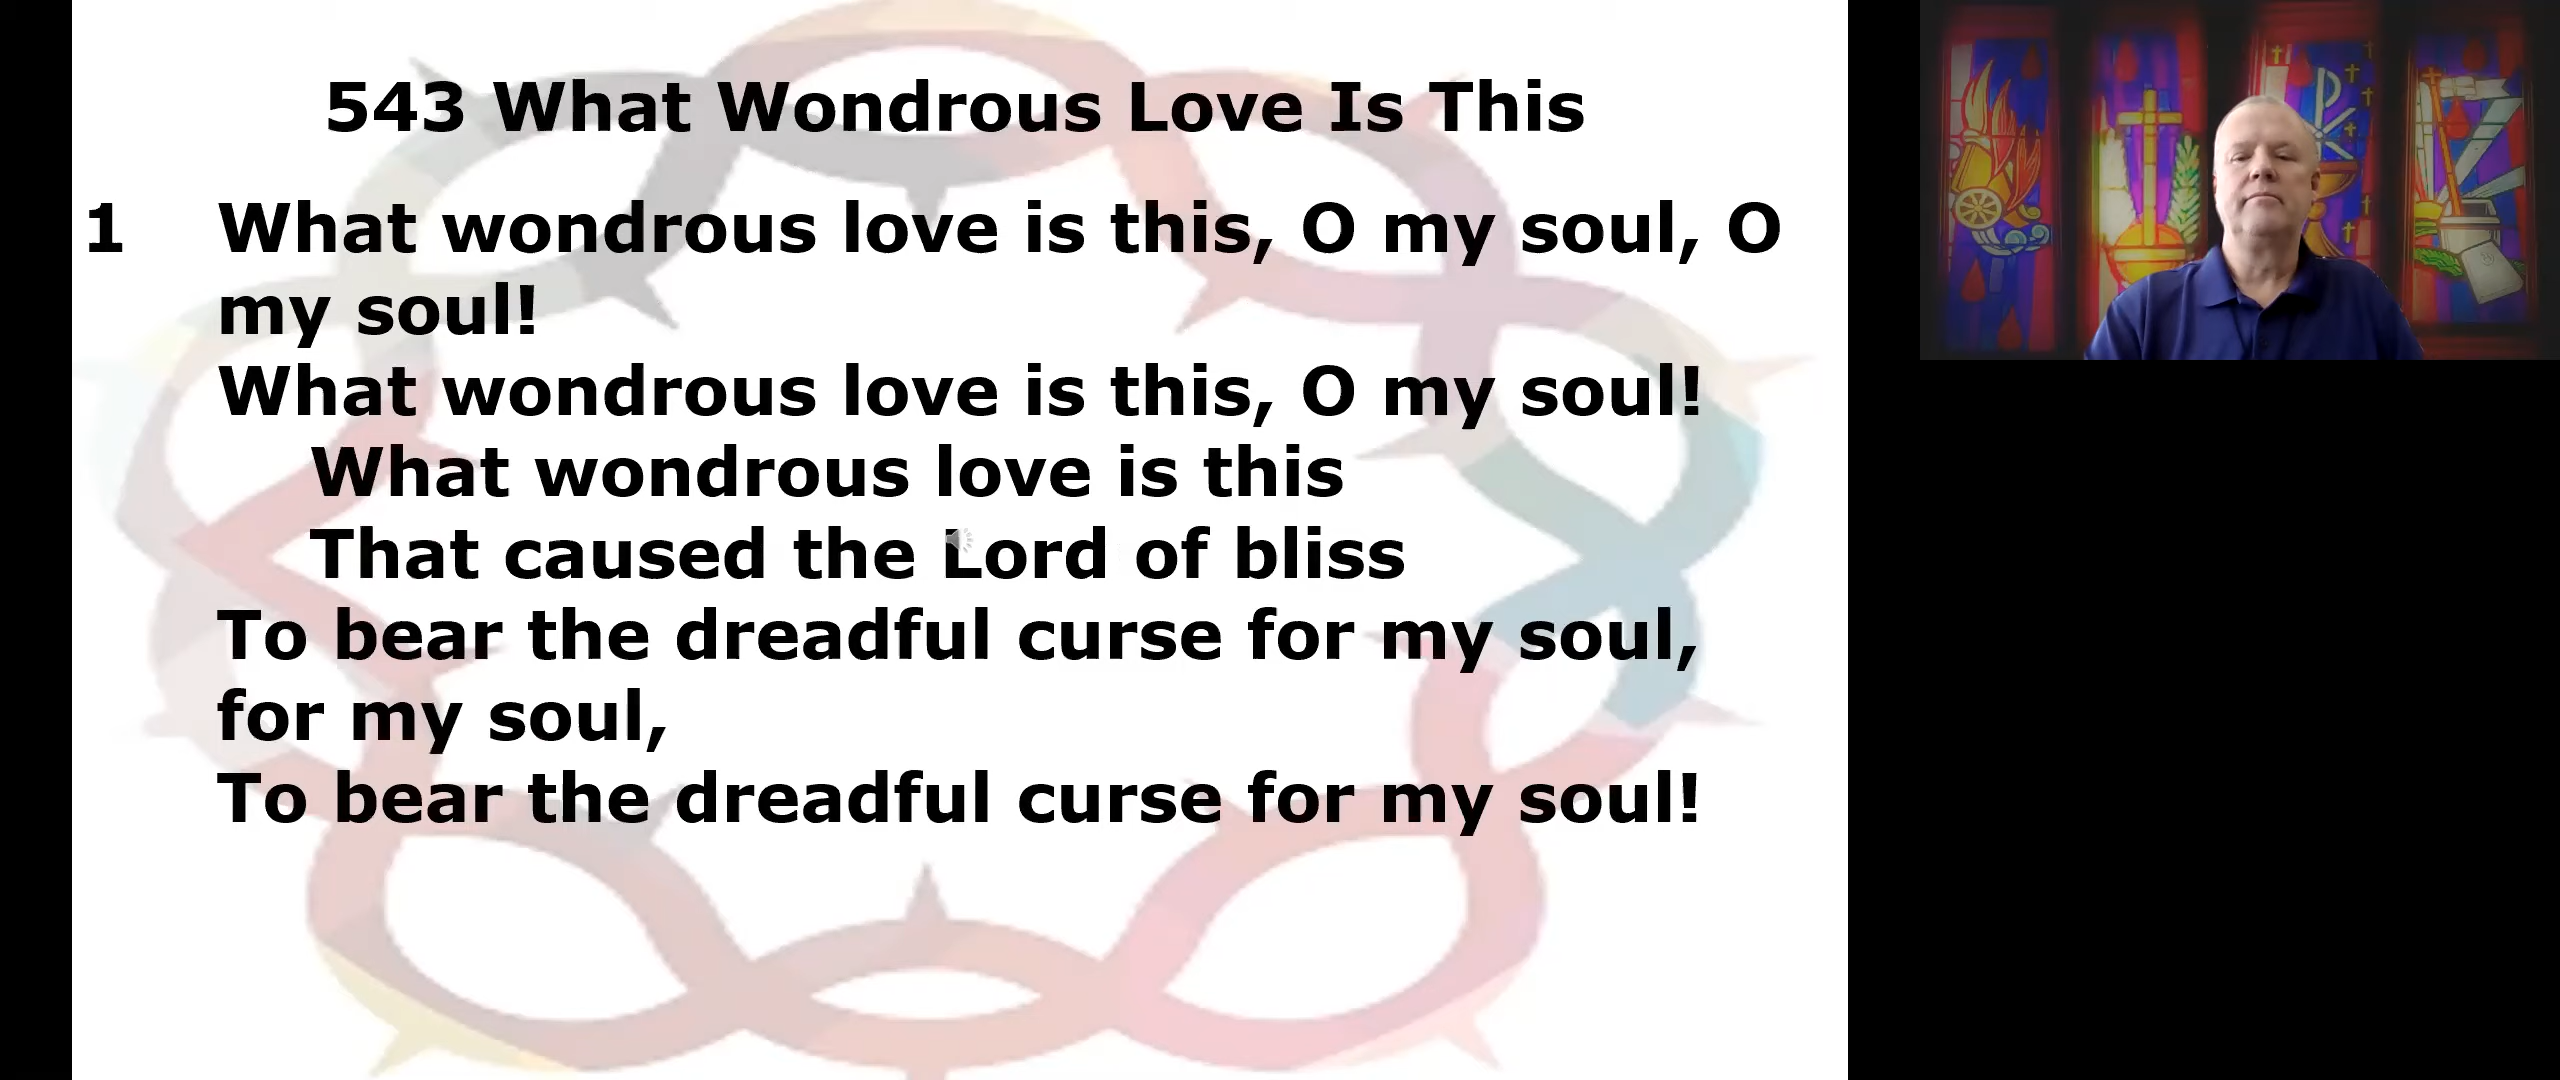 543 What Wondrous Love Is This
1 What wondrous love is this, O my soul, O
my soul!
What wondrous love is this, O my soul!
What wondrous love is this
That caused the Lord of bliss
To bear the dreadful curse for my soul,
for my soul,
To bear the dreadful curse for my soul!